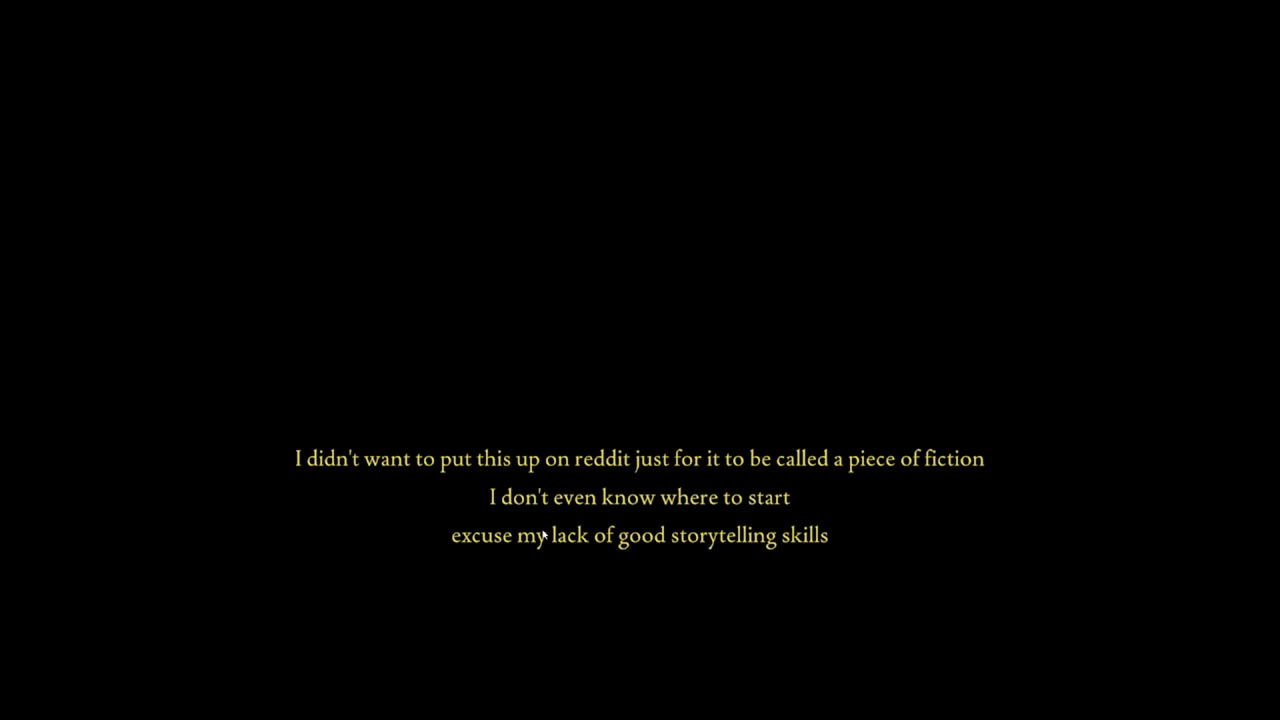 I didn't want to put this up on reddit just for it to be called a piece of fiction
I don't even know where to start
excuse my lack of good storytelling skills